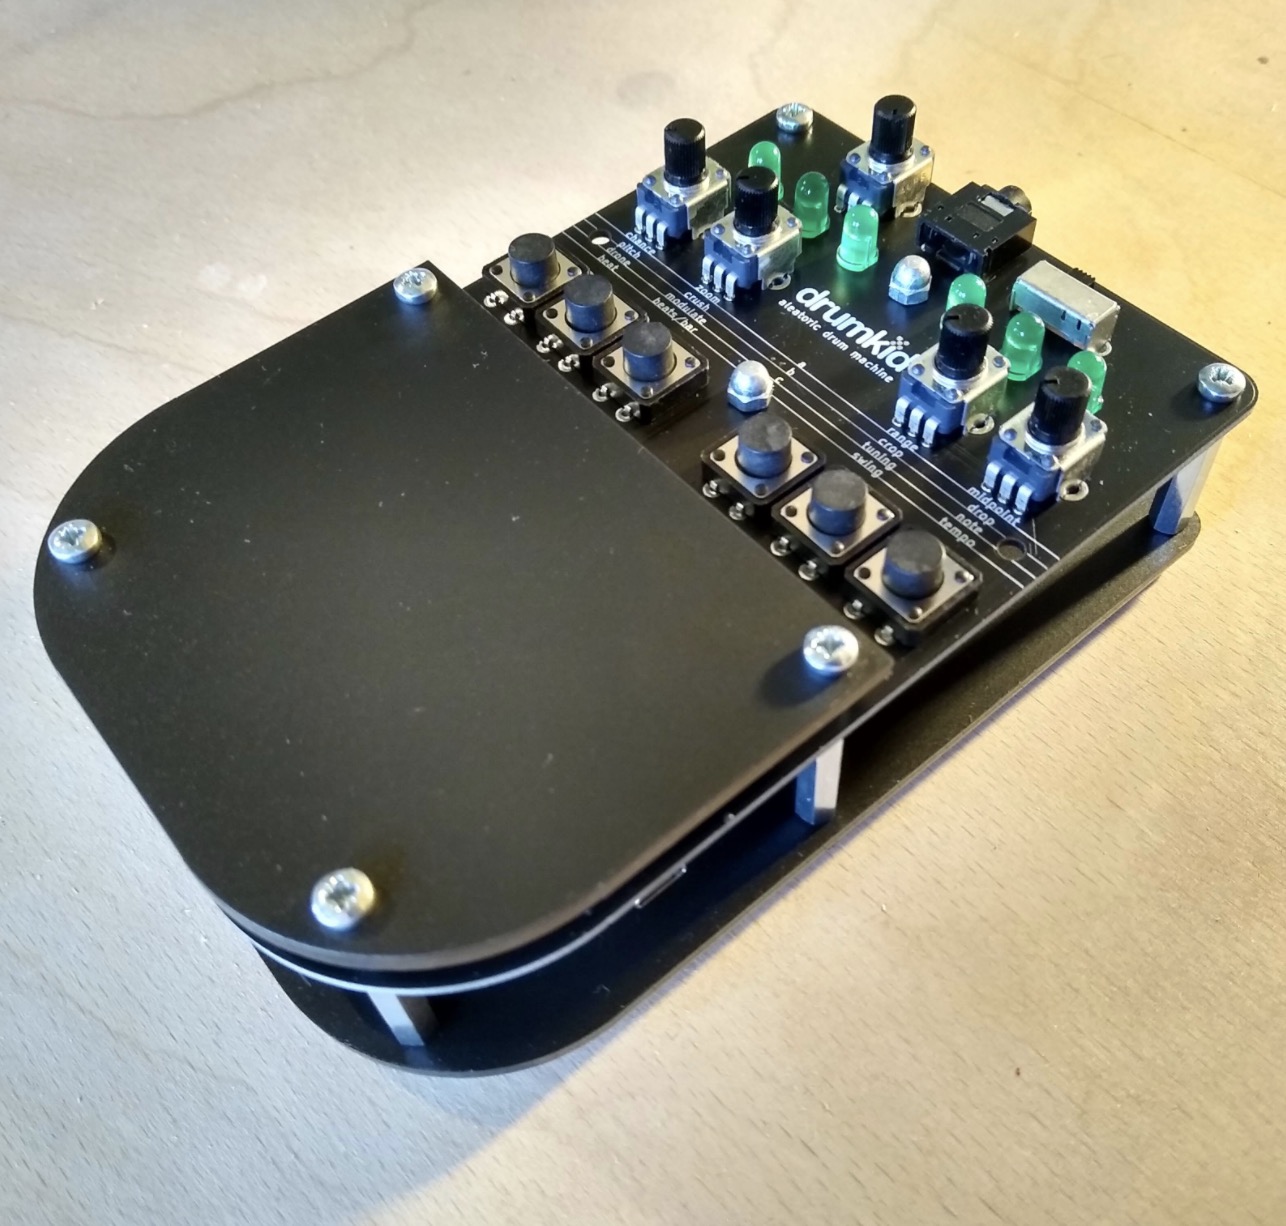 drumkid
aleatoric drum machine
chance
pitch
drone
beat
zoom
crush
modulate
beats/bar
a
b
c
range
crop
tuning
swing
midpoint
drop
note
tempo